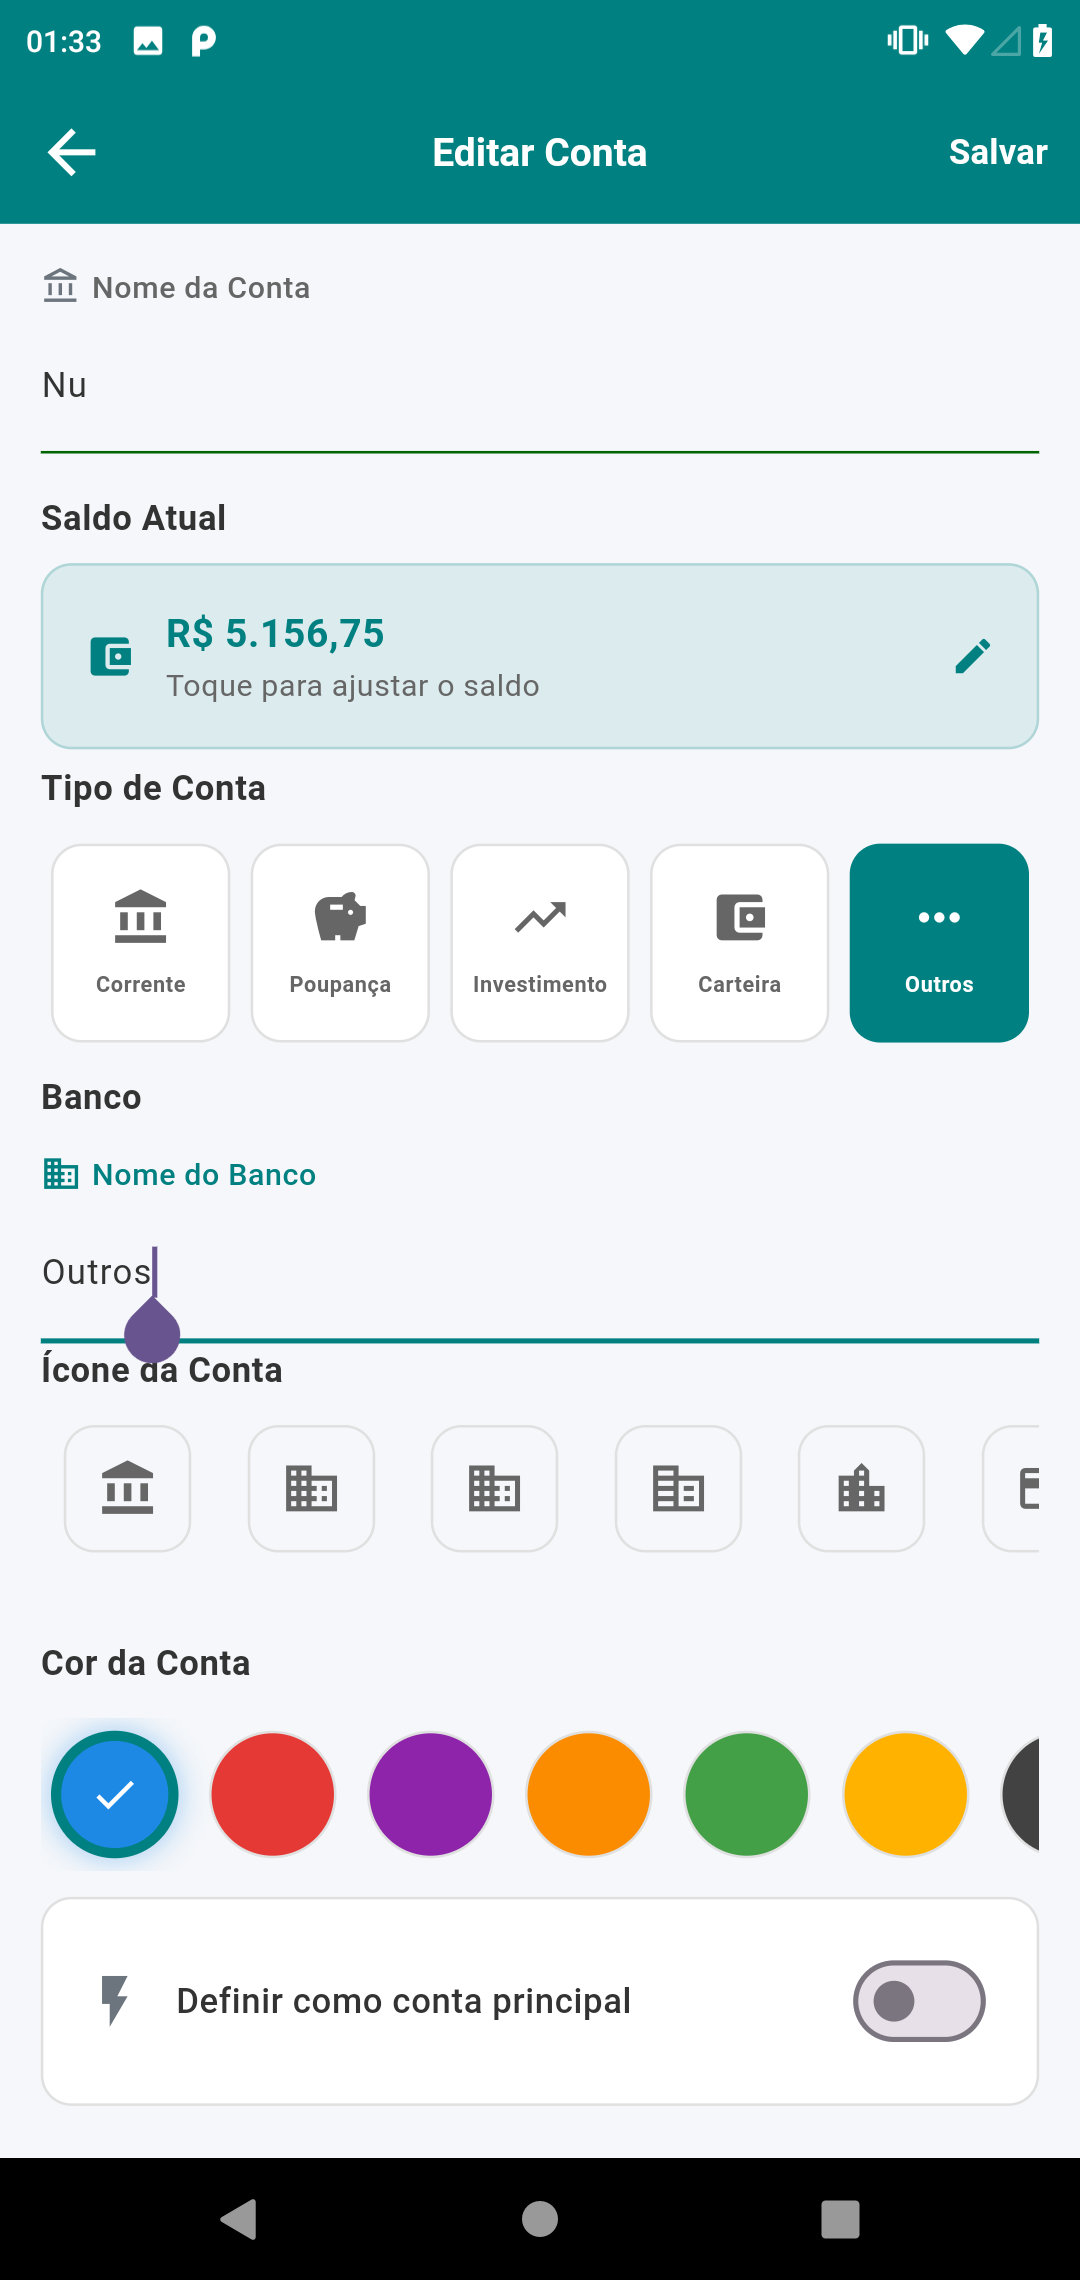 01:33
Editar Conta
Salvar
Nome da Conta
Nu
Saldo Atual
R$ 5.156,75
Toque para ajustar o saldo
Tipo de Conta
Corrente
Poupança
Investimento
Carteira
Outros
Banco
Nome do Banco
Outros
Ícone da Conta
Cor da Conta
Definir como conta principal